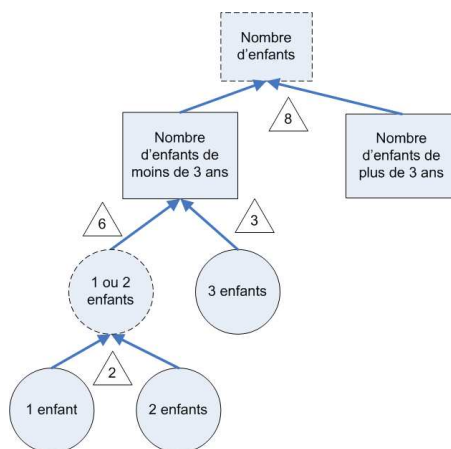 Nombre
d'enfants
8
Nombre
d'enfants de
moins de 3 ans
Nombre
d'enfants de
plus de 3 ans
6
3
1 ou 2
enfants
3 enfants
2
1 enfant
2 enfants